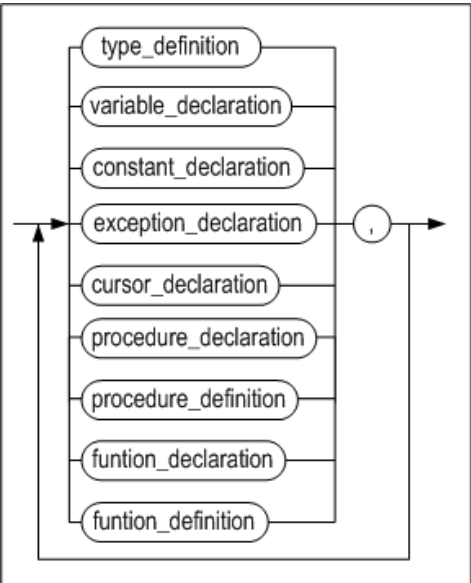 type_definition
variable_declaration
constant_declaration
exception_declaration
,
cursor_declaration
procedure_declaration
procedure_definition
funtion_declaration
funtion_definition